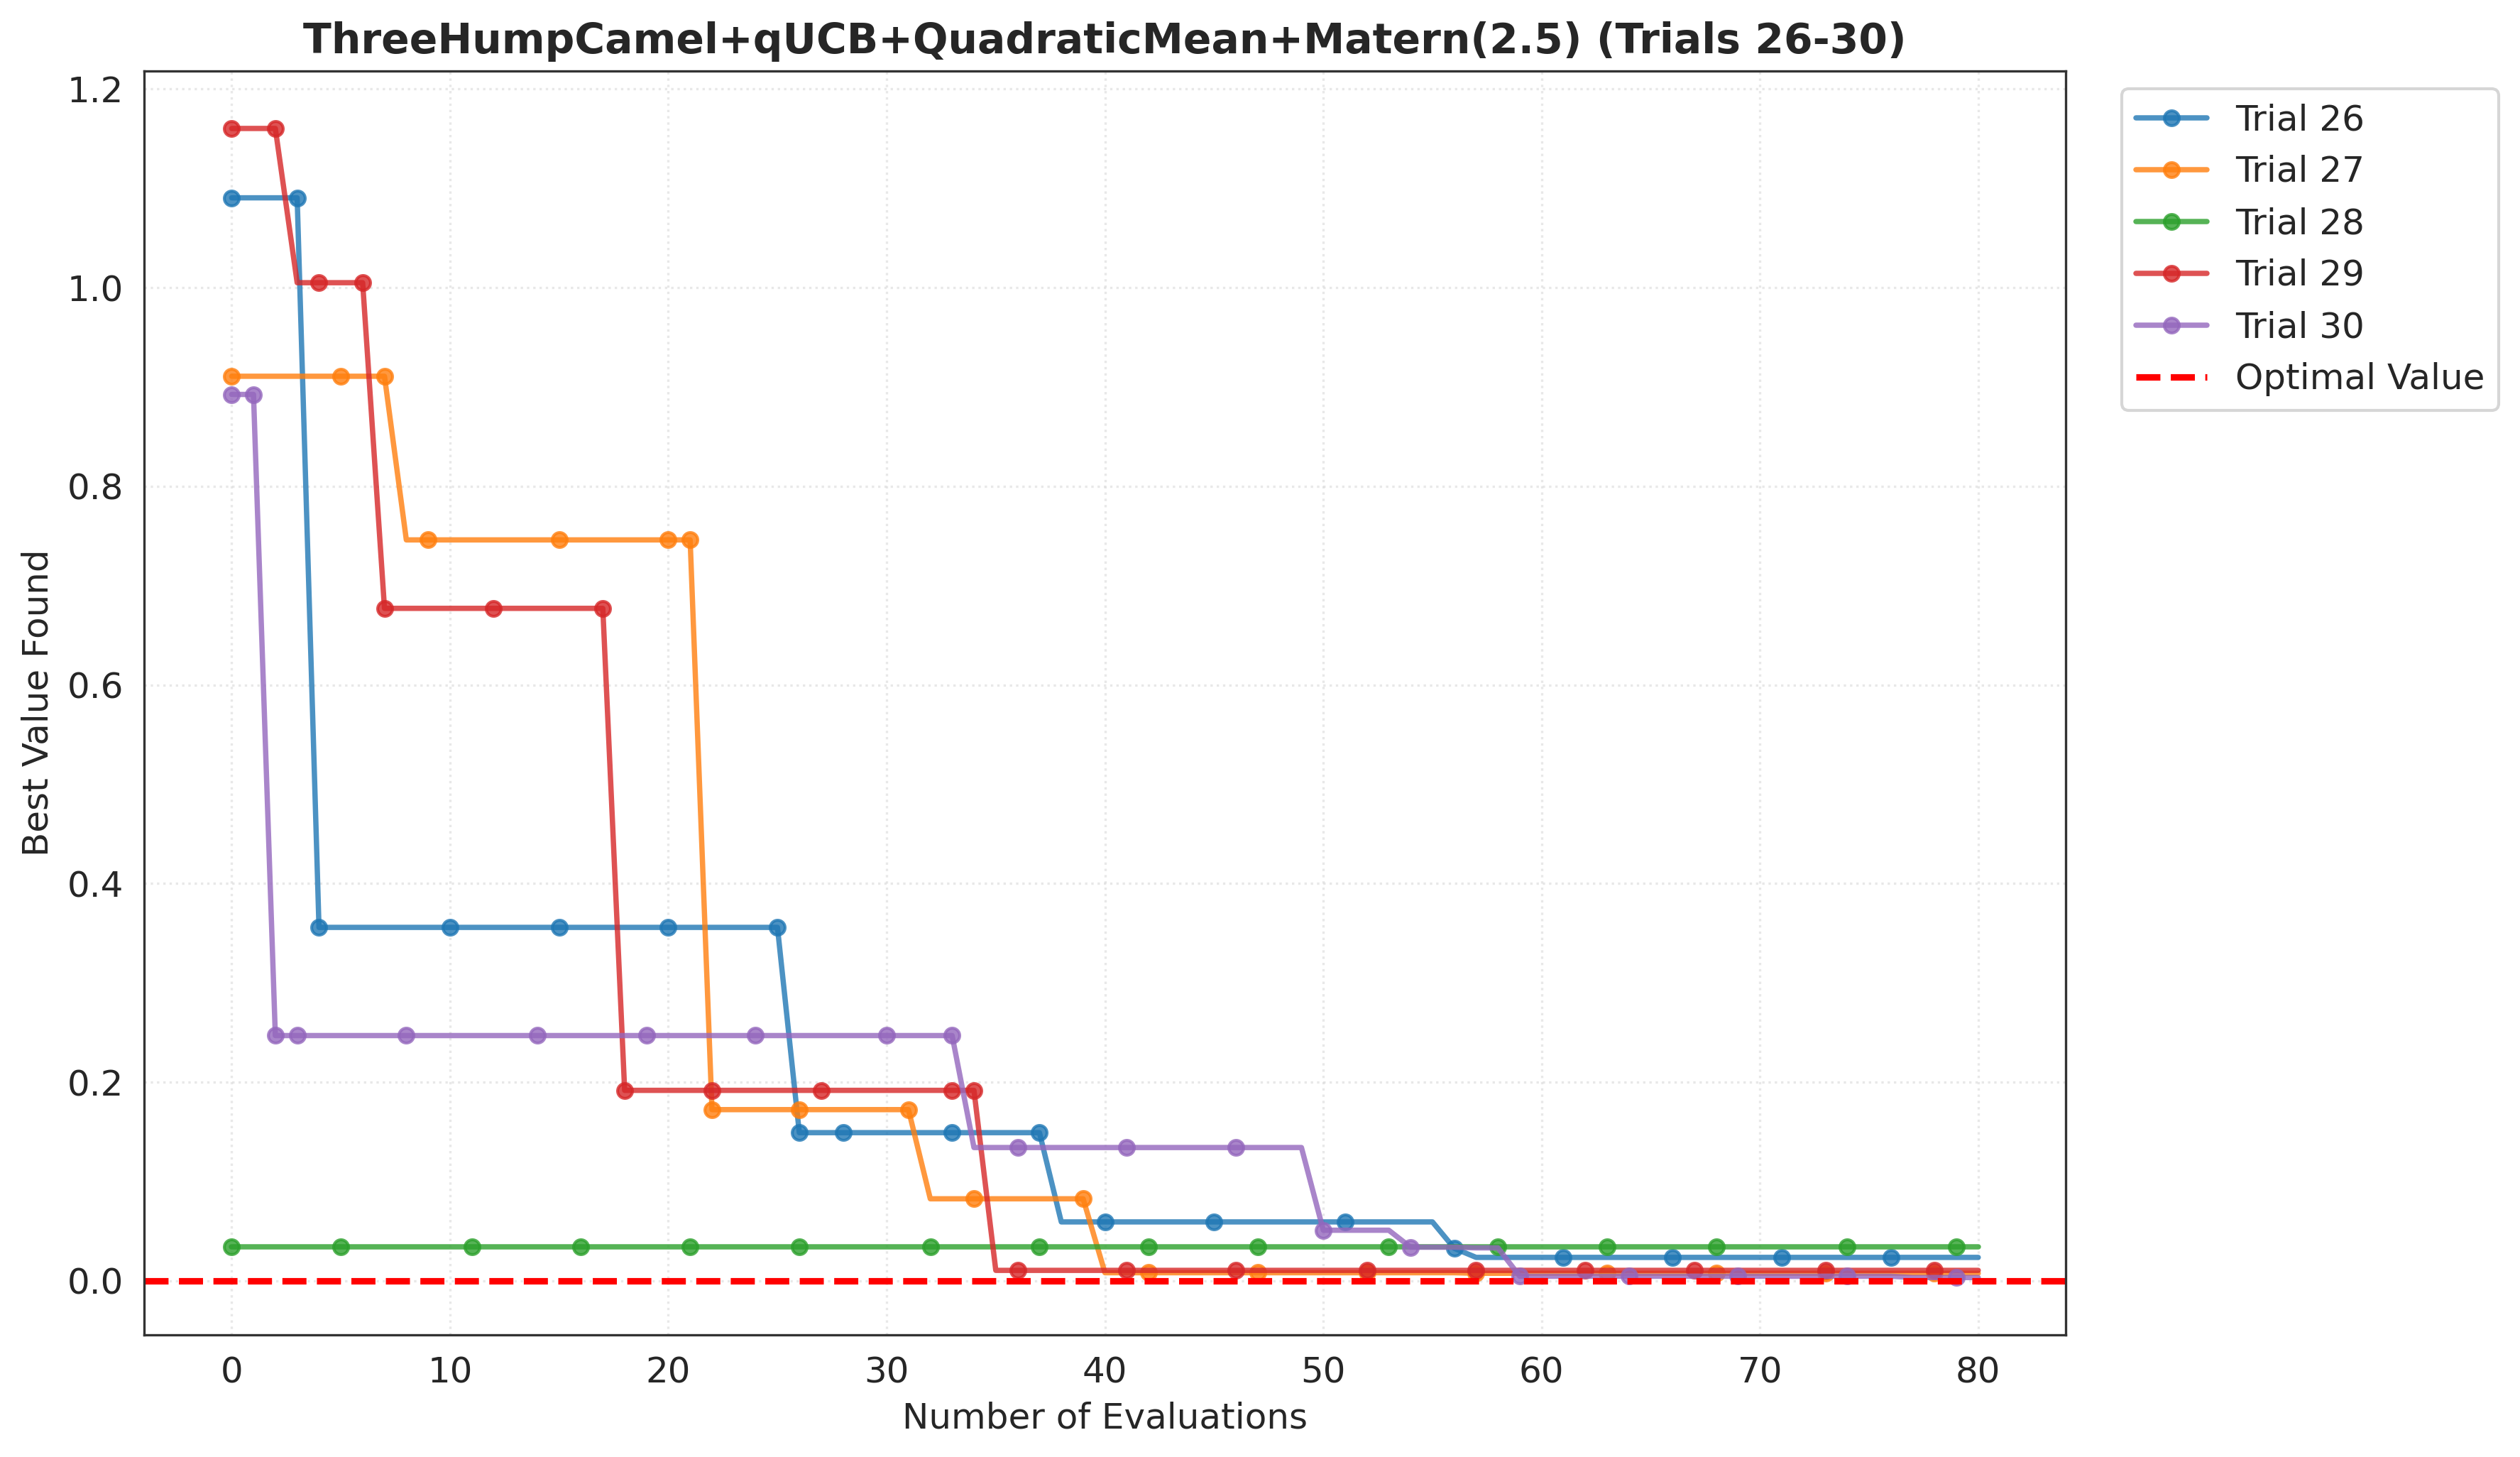 ThreeHumpCamel+qUCB+QuadraticMean+Matern(2.5) (Trials 26-30)
1.2
1.0
0.8
0.6
0.4
0.2
0.0
Best Value Found
0 10 20 30 40 50 60 70 80
Number of Evaluations
Trial 26
Trial 27
Trial 28
Trial 29
Trial 30
Optimal Value